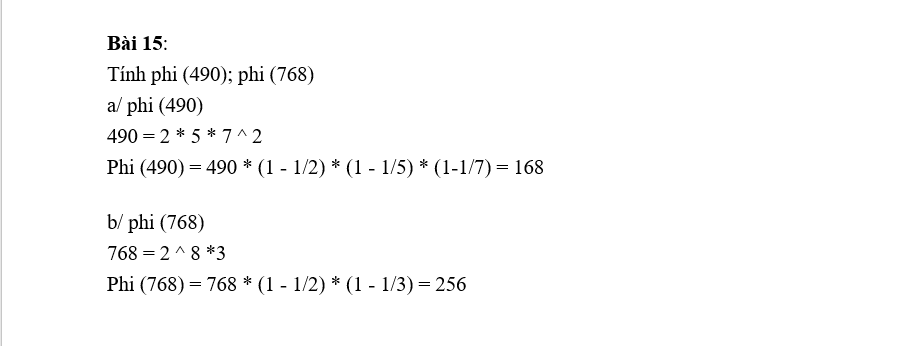 Bài 15:
Tính phi (490); phi (768)
a/ phi (490)
490 = 2 * 5 * 7 ^ 2
Phi (490) = 490 * (1 - 1/2) * (1 - 1/5) * (1-1/7) = 168
b/ phi (768)
768 = 2 ^ 8 *3
Phi (768) = 768 * (1 - 1/2) * (1 - 1/3) = 256